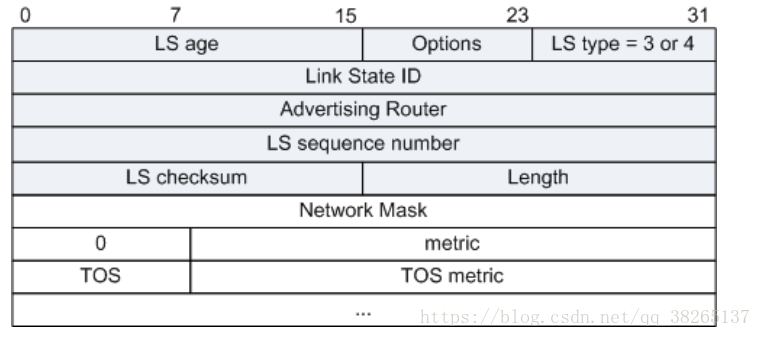 0 7 15 23 31
LS age Options LS type = 3 or 4
Link State ID
Advertising Router
LS sequence number
LS checksum Length
Network Mask
0 metric
TOS TOS metric
...
https://blog.csdn.net/qq_38265137